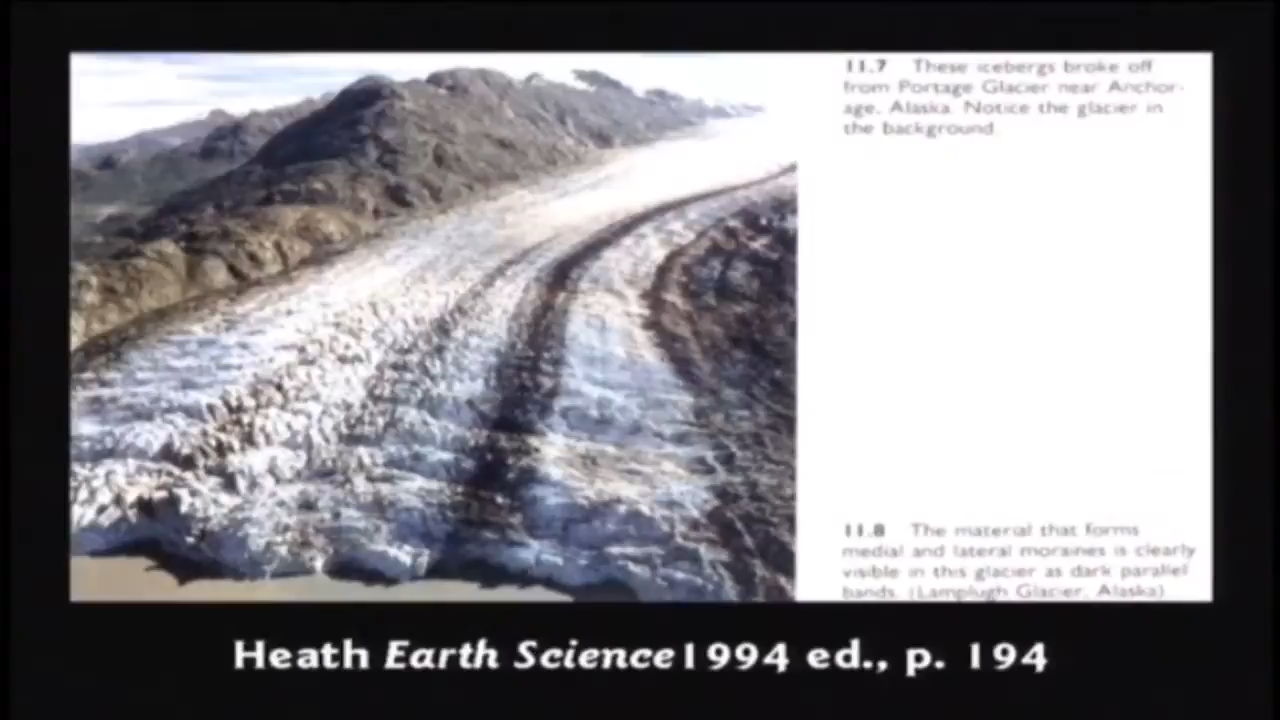 11.7 These icebergs broke off
from Portage Glacier near Anchor-
age, Alaska. Notice the glacier in
the background.
11.8 The material that forms
medial and lateral moraines is clearly
visible in this glacier as dark parallel
bands. (Lamplugh Glacier, Alaska)
Heath Earth Science 1994 ed., p. 194